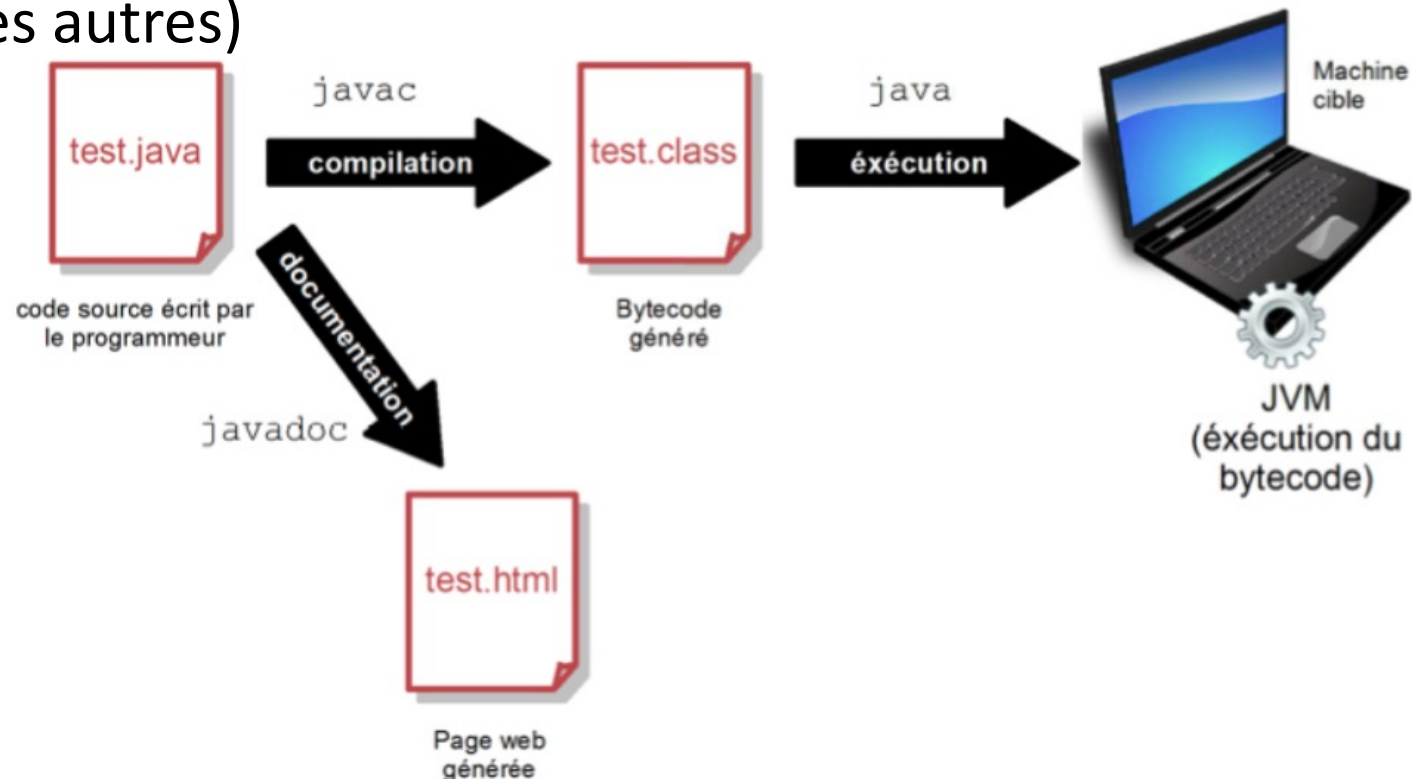 es autres)
javac
java
Machine
cible
test.java
compilation
test.class
éxécution
documentation
code source écrit par
le programmeur
Bytecode
généré
javadoc
JVM
(éxécution du
bytecode)
test.html
Page web
générée